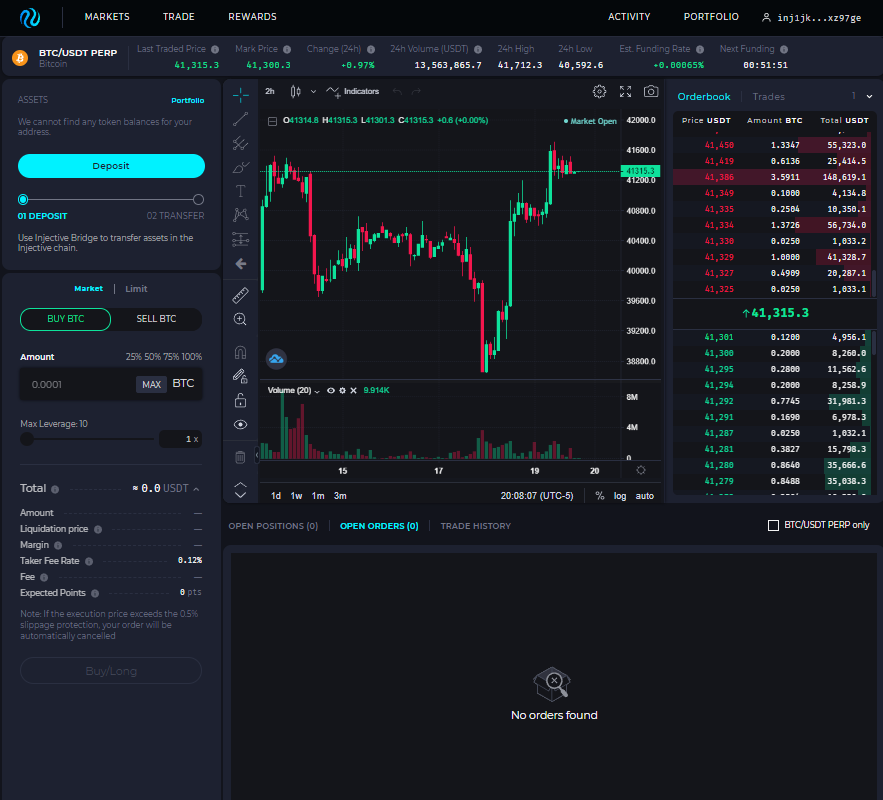 MARKETS TRADE REWARDS ACTIVITY PORTFOLIO inj1jk...xz97ge
BTC/USDT PERP
Bitcoin
Last Traded Price
41,315.3
Mark Price
41,300.3
Change (24h)
+0.97%
24h Volume (USDT)
13,563,865.7
24h High
41,712.3
24h Low
40,592.6
Est. Funding Rate
+0.00065%
Next Funding
00:51:51
ASSETS Portfolio
We cannot find any token balances for your
address.
Deposit
01 DEPOSIT 02 TRANSFER
Use Injective Bridge to transfer assets in the
Injective chain.
Market | Limit
BUY BTC SELL BTC
Amount 25% 50% 75% 100%
0.0001 MAX BTC
Max Leverage: 10
1 x
Total ≈ 0.0 USDT
Amount —
Liquidation price —
Margin —
Taker Fee Rate 0.12%
Fee —
Expected Points 0 pts
Note: If the execution price exceeds the 0.5%
slippage protection, your order will be
automatically cancelled
Buy/Long
2h Indicators
O41314.8 H41315.3 L41301.3 C41315.3 +0.6 (+0.00%) Market Open
42000.0
41315.3
41200.0
40800.0
40400.0
40000.0
39600.0
39200.0
38800.0
Volume (20) 9.914K
8M
4M
0
15 17 19 20
1d 1w 1m 3m 20:08:07 (UTC-5) % log auto
Orderbook | Trades 1
Price USDT Amount BTC Total USDT
41,450 1.3347 55,323.0
41,419 0.6136 25,414.5
41,386 3.5911 148,619.1
41,349 0.1000 4,134.8
41,335 0.2504 10,350.1
41,334 1.3726 56,734.0
41,330 0.0250 1,033.2
41,329 1.0000 41,328.7
41,327 0.4909 20,287.1
41,325 0.0250 1,033.1
↑41,315.3
41,301 0.1200 4,956.1
41,300 0.2000 8,260.0
41,295 0.2800 11,562.6
41,294 0.2000 8,258.9
41,292 0.7745 31,981.3
41,291 0.1690 6,978.3
41,287 0.0250 1,032.1
41,281 0.3827 15,798.3
41,280 0.8640 35,666.6
41,279 0.8488 35,038.3
OPEN POSITIONS (0) | OPEN ORDERS (0) | TRADE HISTORY BTC/USDT PERP only
No orders found